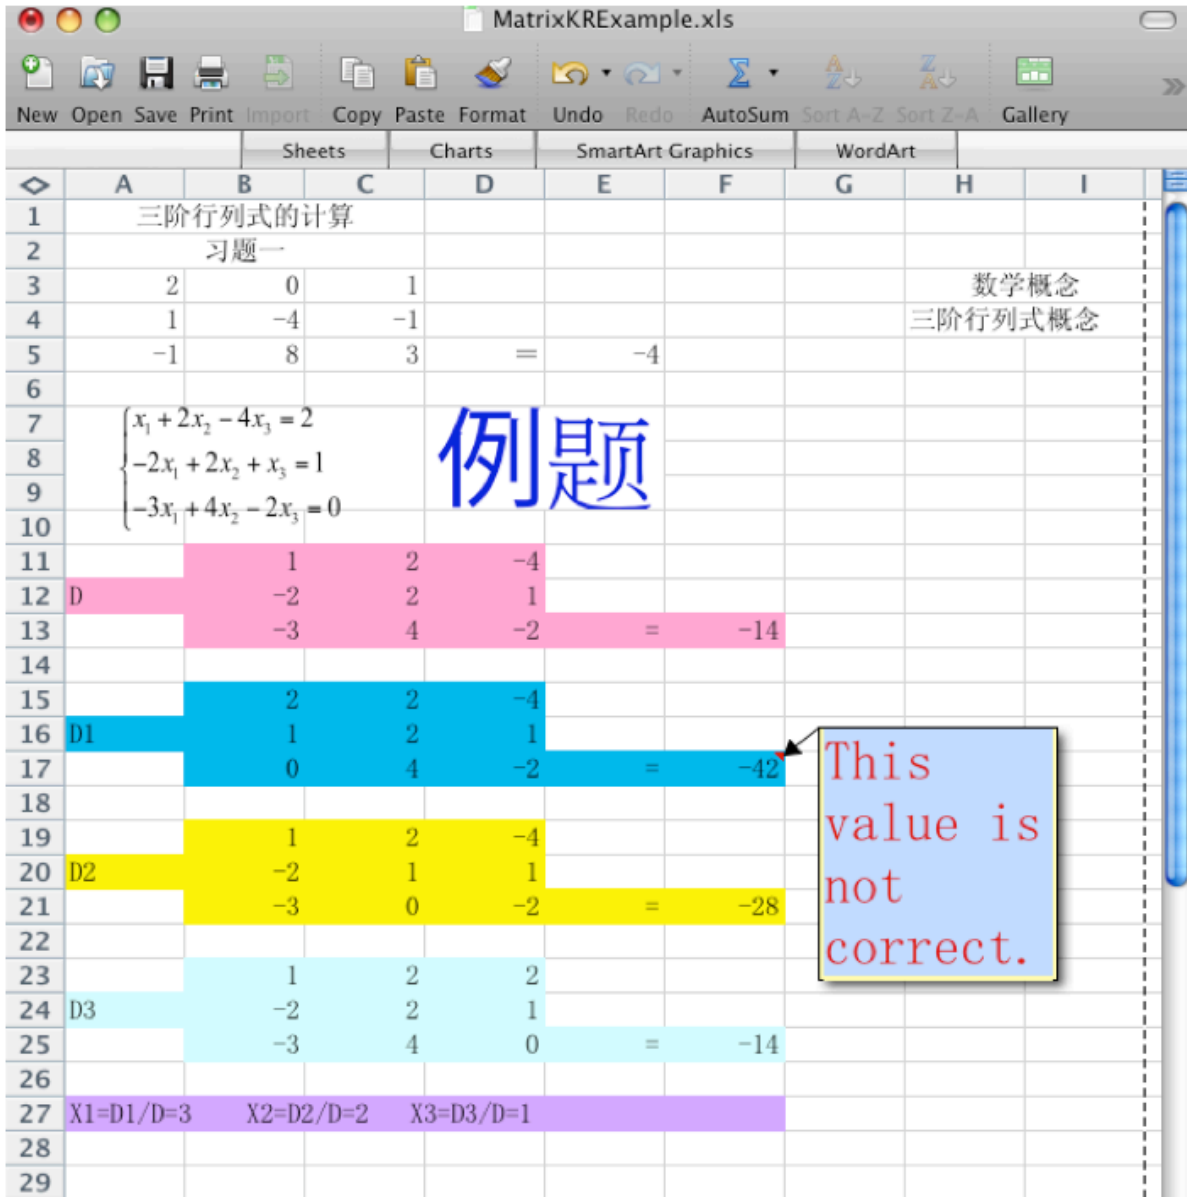 MatrixKRExample.xls
New Open Save Print Import Copy Paste Format Undo Redo AutoSum Sort A-Z Sort Z-A Gallery
Sheets Charts SmartArt Graphics WordArt
A B C D E F G H I
1 三阶行列式的计算
2 习题一
3 2 0 1 数学概念
4 1 -4 -1 三阶行列式概念
5 -1 8 3 = -4
6
7 x₁ + 2x₂ - 4x₃ = 2 例题
8 -2x₁ + 2x₂ + x₃ = 1
9 -3x₁ + 4x₂ - 2x₃ = 0
10
11 1 2 -4
12 D -2 2 1
13 -3 4 -2 = -14
14
15 2 2 -4
16 D1 1 2 1
17 0 4 -2 = -42
This
value is
not
correct.
18
19 1 2 -4
20 D2 -2 1 1
21 -3 0 -2 = -28
22
23 1 2 2
24 D3 -2 2 1
25 -3 4 0 = -14
26
27 X1=D1/D=3 X2=D2/D=2 X3=D3/D=1
28
29